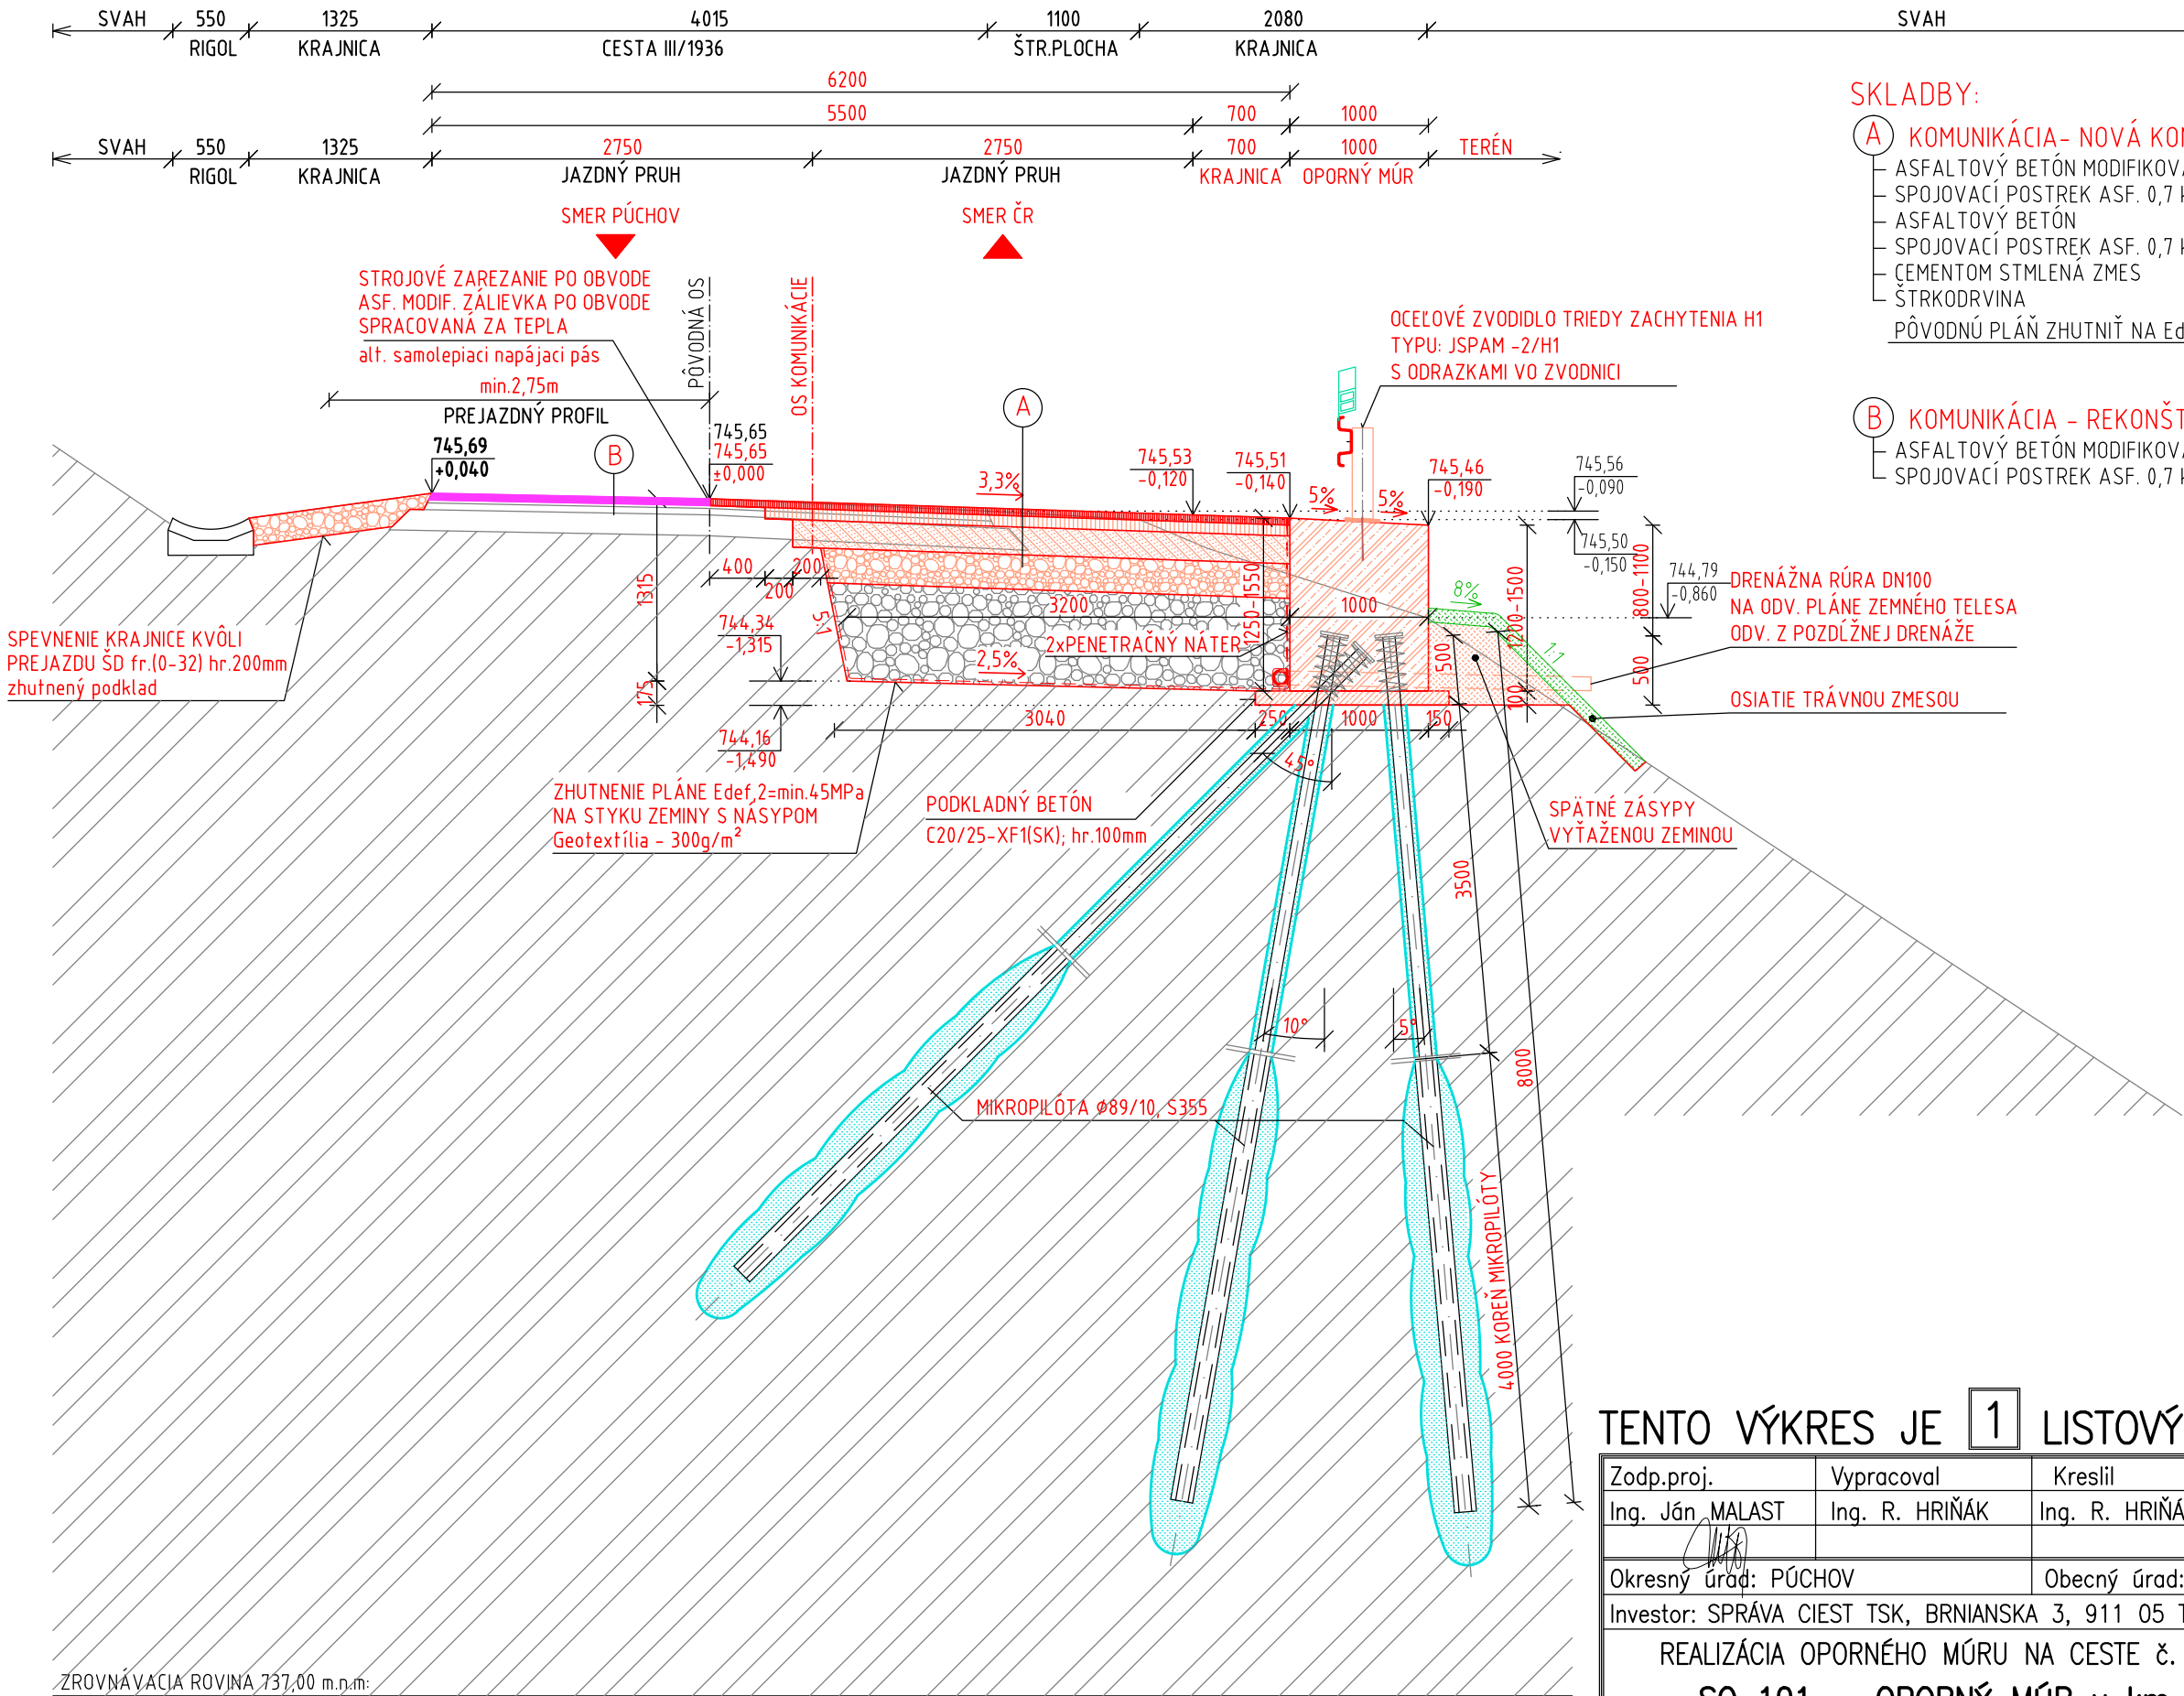 SVAH 550 1325 4015 1100 2080 SVAH
RIGOL KRAJNICA CESTA III/1936 ŠTR.PLOCHA KRAJNICA
6200
5500 700 1000
SVAH 550 1325 2750 2750 700 1000 TERÉN
RIGOL KRAJNICA JAZDNÝ PRUH JAZDNÝ PRUH KRAJNICA OPORNÝ MÚR
SMER PÚCHOV SMER ČR
SKLADBY:
A KOMUNIKÁCIA- NOVÁ
ASFALTOVÝ BETÓN
SPOJOVACÍ POSTREK ASF. 0,7
ASFALTOVÝ BETÓN
SPOJOVACÍ POSTREK ASF. 0,7
CEMENTOM STMLENÁ ZMES
ŠTRKODRVINA
PÔVODNÚ PLÁŇ ZHUTNIŤ NA
B KOMUNIKÁCIA -
ASFALTOVÝ BETÓN
SPOJOVACÍ POSTREK ASF. 0,7
STROJOVÉ ZAREZANIE PO OBVODE
ASF. MODIF. ZÁLIEVKA PO OBVODE
SPRACOVANÁ ZA TEPLA
alt. samolepiaci napájaci pás
min.2,75m
PREJAZDNÝ PROFIL
PÔVODNÁ OS
OS KOMUNIKÁCIE
OCEĽOVÉ ZVODIDLO TRIEDY ZACHYTENIA H1
TYPU: JSPAM -2/H1
S ODRAZKAMI VO ZVODNICI
A
B
745,69
+0,040
745,65
745,65
±0,000
3,3%
745,53
-0,120
745,51
-0,140
5%
5%
745,46
-0,190
745,56
-0,090
745,50
-0,150
744,79
-0,860
800-1100
500
1200-1500
100
1250-1550
8%
1:1
500
1315
175
400
200
200
5:1
3200 1000
744,34
-1,315
2xPENETRAČNÝ NÁTER
2,5%
744,16
-1,490
3040 250 1000 150
45°
DRENÁŽNA RÚRA DN100
NA ODV. PLÁNE ZEMNÉHO TELESA
ODV. Z POZDĹŽNEJ DRENÁŽE
OSIATIE TRÁVNOU ZMESOU
SPEVNENIE KRAJNICE KVÔLI
PREJAZDU ŠD fr.(0-32) hr.200mm
zhutnený podklad
ZHUTNENIE PLÁNE Edef,2=min.45MPa
NA STYKU ZEMINY S NÁSYPOM
Geotextília - 300g/m²
PODKLADNÝ BETÓN
C20/25-XF1(SK); hr.100mm
SPÄTNÉ ZÁSYPY
VYŤAŽENOU ZEMINOU
3500
8000
4000 KOREŇ MIKROPILÓTY
10°
5°
MIKROPILÓTA Ø89/10, S355
TENTO VÝKRES JE 1 LISTOVÝ
Zodp.proj. Vypracoval Kreslil
Ing. Ján MALAST Ing. R. HRIŇÁK Ing. R.
Okresný úrad: PÚCHOV Obecný úrad:
Investor: SPRÁVA CIEST TSK, BRNIANSKA 3, 911 05
REALIZÁCIA OPORNÉHO MÚRU NA CESTE č.
ZROVNÁVACIA ROVINA 737,00 m.n.m: